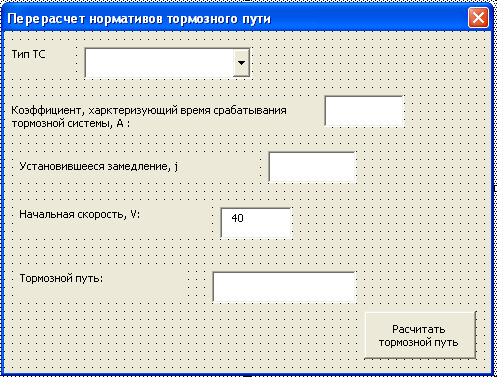 Перерасчет нормативов тормозного пути
Тип ТС
Коэффициент, харктеризующий время срабатывания
тормозной системы, А :
Установившееся замедление, j
Начальная скорость, V:
40
Тормозной путь:
Расчитать
тормозной путь